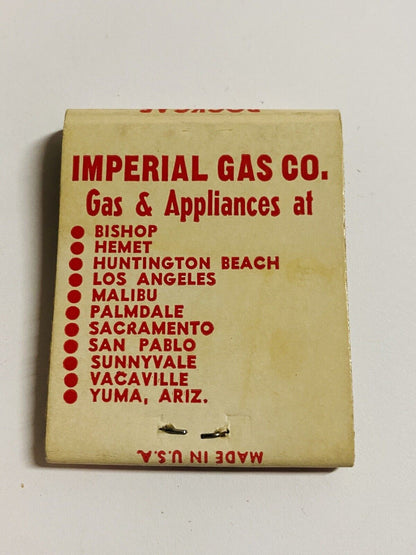 IMPERIAL GAS CO.
Gas & Appliances at
● BISHOP
● HEMET
● HUNTINGTON BEACH
● LOS ANGELES
● MALIBU
● PALMDALE
● SACRAMENTO
● SAN PABLO
● SUNNYVALE
● VACAVILLE
● YUMA, ARIZ.
MADE IN U.S.A.